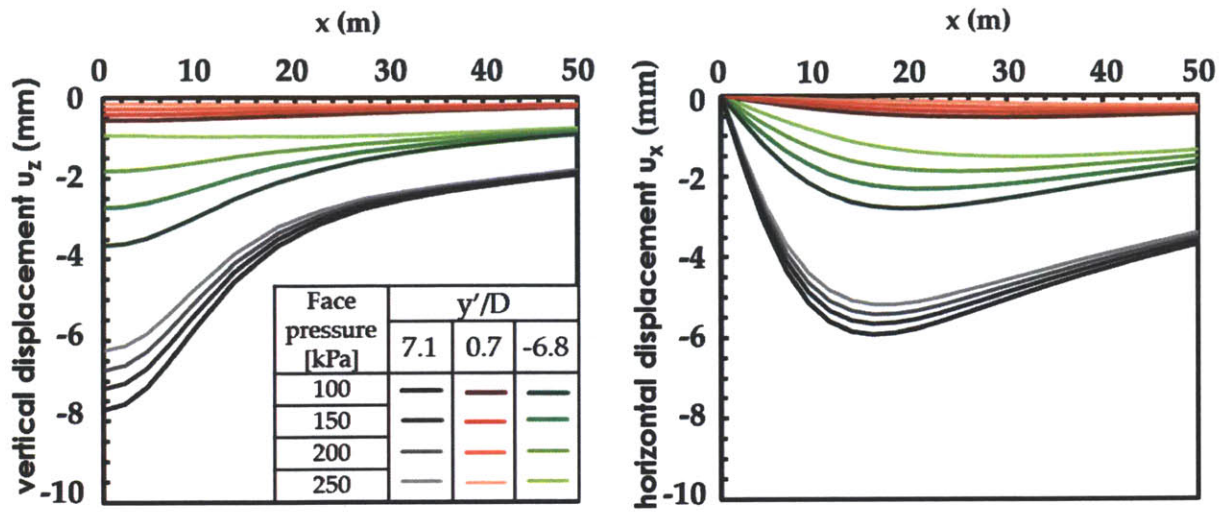 x (m)
0 10 20 30 40 50
vertical displacement uz (mm)
0
-2
-4
-6
-8
-10
Face pressure [kPa]
y'/D
7.1 0.7 -6.8
100
150
200
250
x (m)
0 10 20 30 40 50
horizontal displacement ux (mm)
0
-2
-4
-6
-8
-10